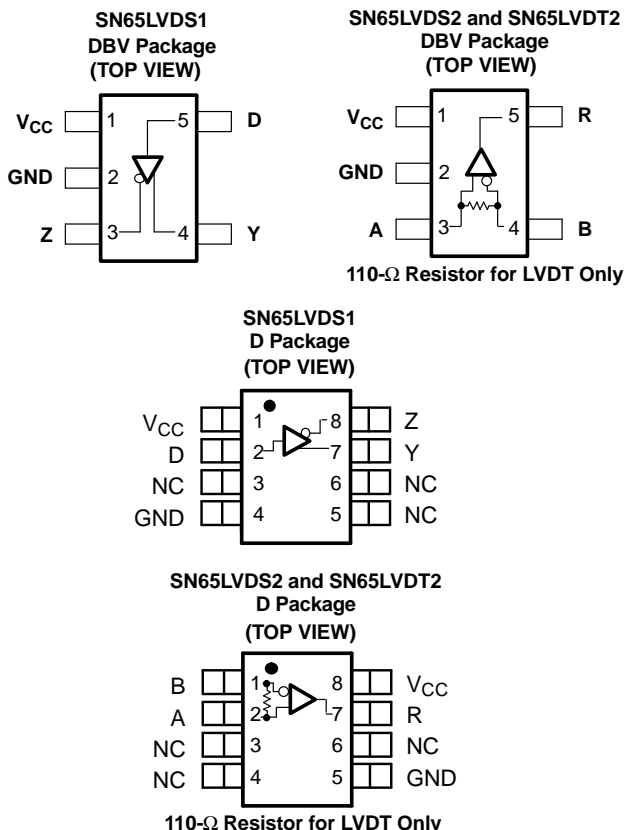 SN65LVDS1
DBV Package
(TOP VIEW)
VCC 1 5 D
GND 2
Z 3 4 Y
SN65LVDS2 and SN65LVDT2
DBV Package
(TOP VIEW)
VCC 1 5 R
GND 2
A 3 4 B
110-Ω Resistor for LVDT Only
SN65LVDS1
D Package
(TOP VIEW)
VCC 1 8 Z
D 2 7 Y
NC 3 6 NC
GND 4 5 NC
SN65LVDS2 and SN65LVDT2
D Package
(TOP VIEW)
B 1 8 VCC
A 2 7 R
NC 3 6 NC
NC 4 5 GND
110-Ω Resistor for LVDT Only